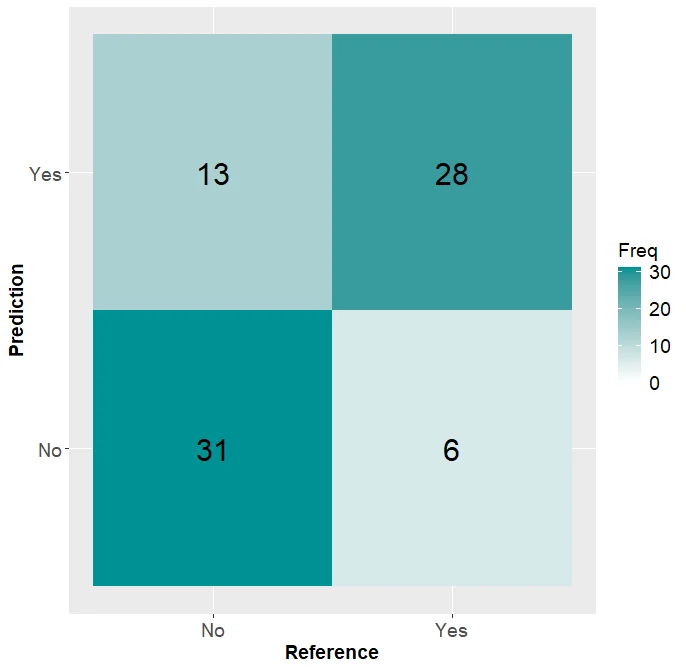 Yes
13
28
No
31
6
No
Yes
Reference
Prediction
Freq
30
20
10
0